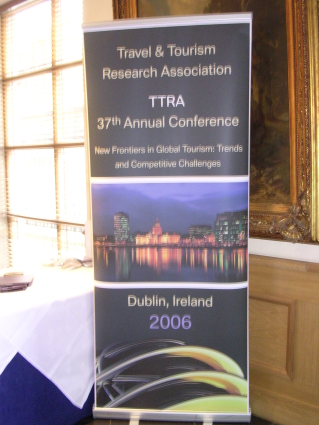 Travel & Tourism
Research Association
TTRA
37th Annual Conference
New Frontiers in Global Tourism: Trends
and Competitive Challenges
Dublin, Ireland
2006